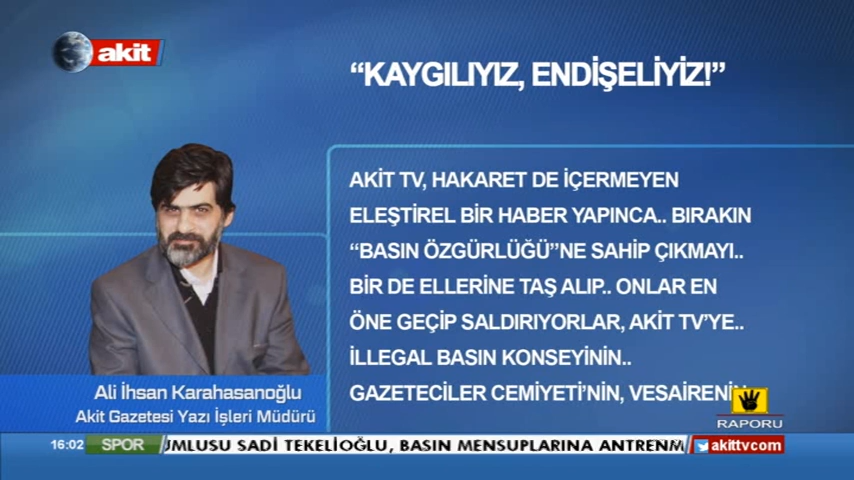 akit
“KAYGILIYIZ, ENDİŞELİYİZ!”
AKİT TV, HAKARET DE İÇERMEYEN
ELEŞTİREL BİR HABER YAPINCA.. BIRAKIN
“BASIN ÖZGÜRLÜĞÜ”NE SAHİP ÇIKMAYI..
BİR DE ELLERİNE TAŞ ALIP.. ONLAR EN
ÖNE GEÇİP SALDIRIYORLAR, AKİT TV’YE..
İLLEGAL BASIN KONSEYİNİN..
GAZETECİLER CEMİYETİ’NİN, VESAİRENİN
Ali İhsan Karahasanoğlu
Akit Gazetesi Yazı İşleri Müdürü
RAPORU
16:02 SPOR UMLUSU SADİ TEKELİOĞLU, BASIN MENSUPLARINA ANTRENM akittvcom